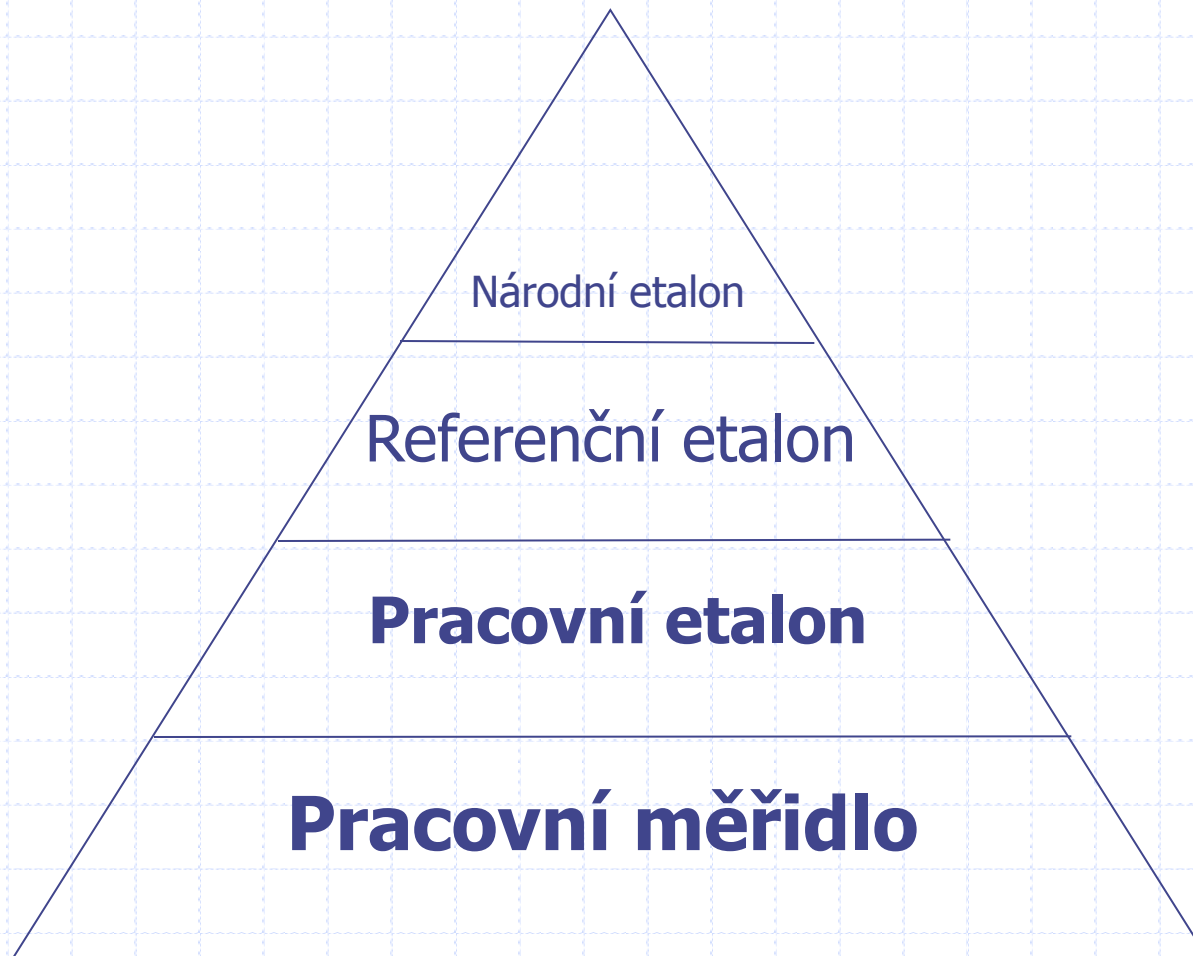 Národní etalon
Referenční etalon
Pracovní etalon
Pracovní měřidlo